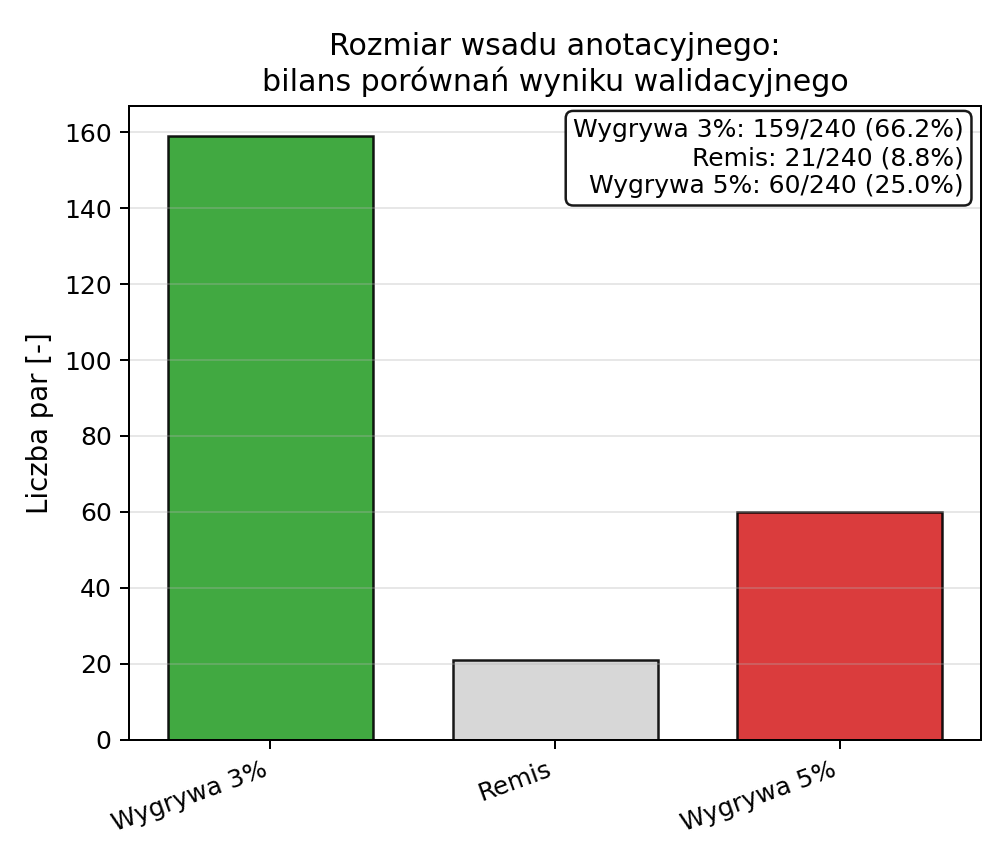 Rozmiar wsadu anotacyjnego:
bilans porównań wyniku walidacyjnego
Wygrywa 3%: 159/240 (66.2%)
Remis: 21/240 (8.8%)
Wygrywa 5%: 60/240 (25.0%)
Liczba par [-]
160
140
120
100
80
60
40
20
0
Wygrywa 3%
Remis
Wygrywa 5%